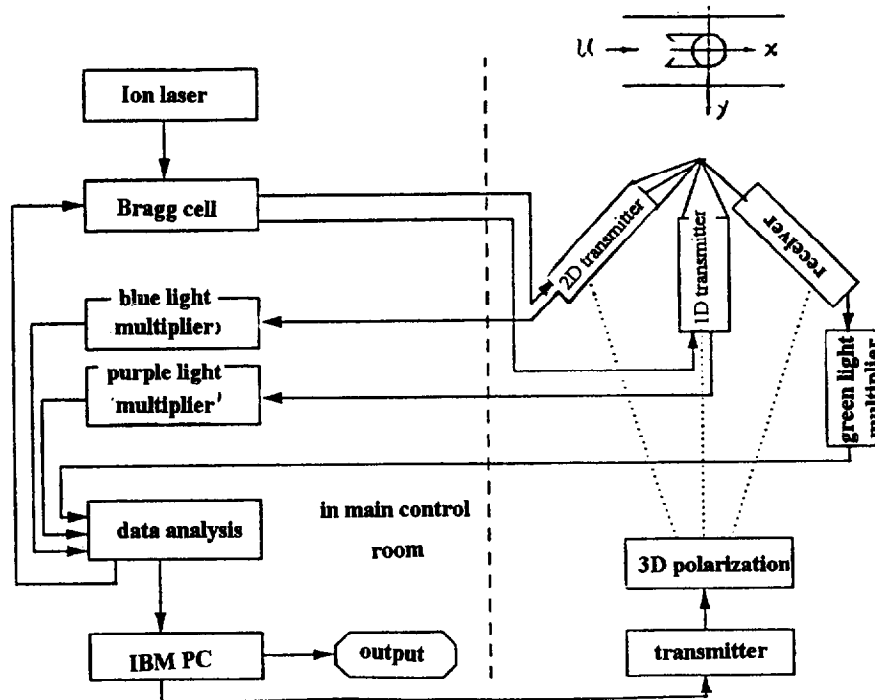 U
x
y
Ion laser
Bragg cell
2D transmitter
1D transmitter
receiver
blue light
multiplier)
purple light
multiplier
green light
multiplier
data analysis
in main control
room
3D polarization
IBM PC
output
transmitter